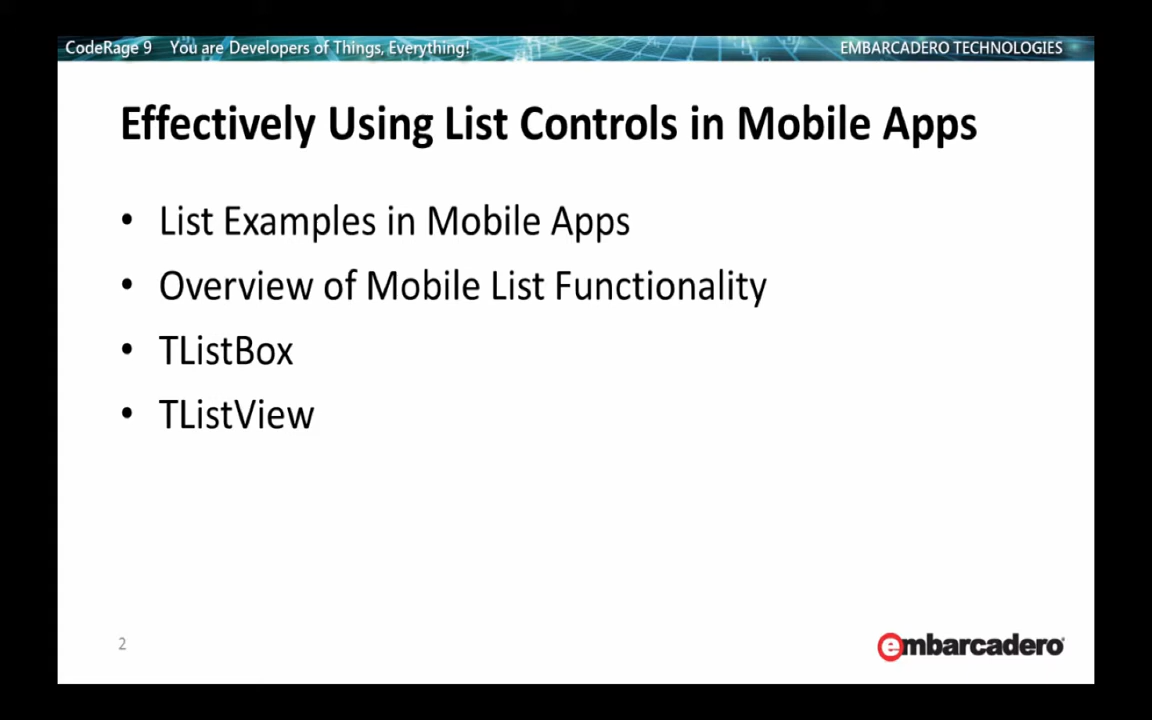 CodeRage 9 You are Developers of Things, Everything! EMBARCADERO TECHNOLOGIES
Effectively Using List Controls in Mobile Apps
• List Examples in Mobile Apps
• Overview of Mobile List Functionality
• TListBox
• TListView
2
embarcadero